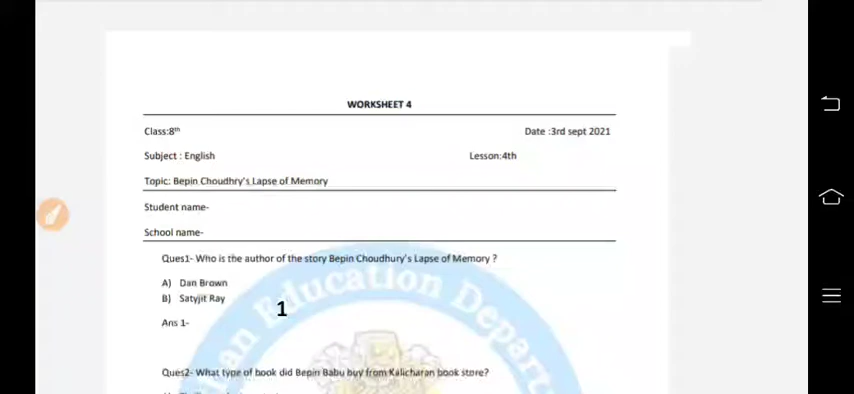 WORKSHEET 4
Class:8th
Date :3rd sept 2021
Subject : English
Lesson:4th
Topic: Bepin Choudhry's Lapse of Memory
Student name-
School name-
Ques1- Who is the author of the story Bepin Choudhury's Lapse of Memory ?
A) Dan Brown
B) Satyjit Ray
1
Ans 1-
Ques2- What type of book did Bepin Babu buy from Kalicharan book store?